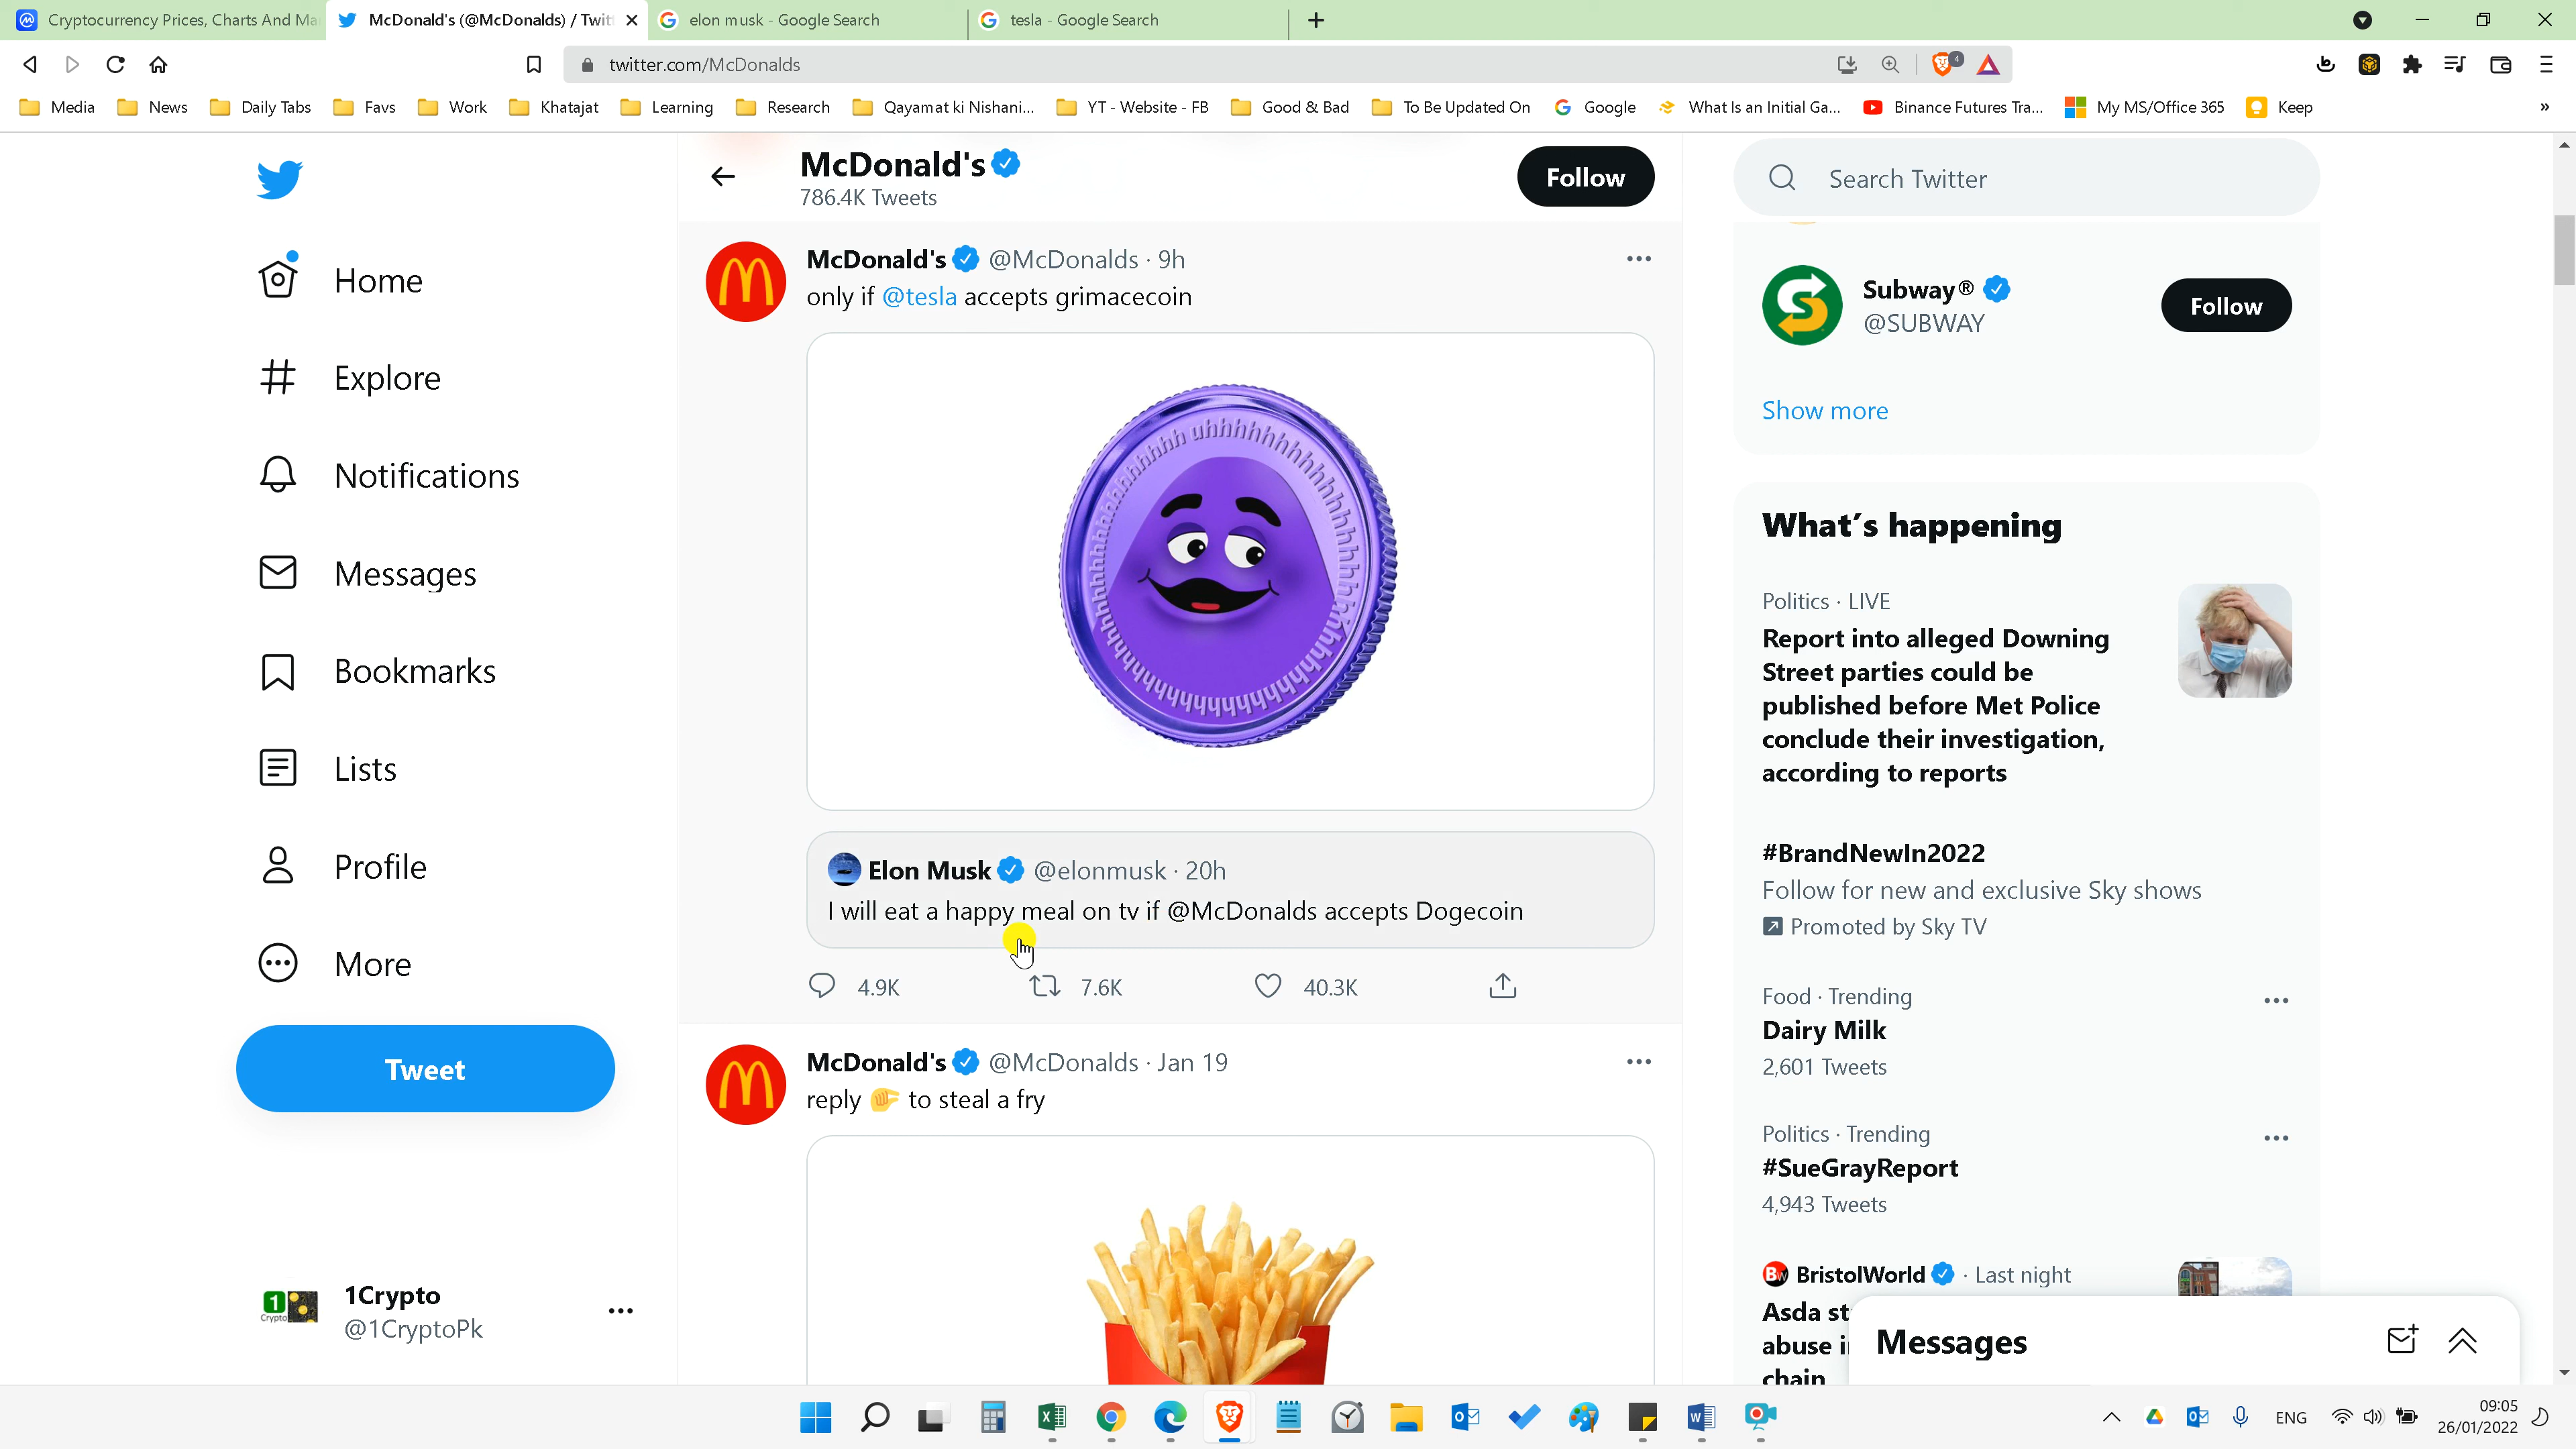 Cryptocurrency Prices, Charts And Ma
McDonald's (@McDonalds) / Twit
elon musk - Google Search
tesla - Google Search
twitter.com/McDonalds
4
Media
News
Daily Tabs
Favs
Work
Khatajat
Learning
Research
Qayamat ki Nishani...
YT - Website - FB
Good & Bad
To Be Updated On
Google
What Is an Initial Ga...
Binance Futures Tra...
My MS/Office 365
Keep
»
Home
Explore
Notifications
Messages
Bookmarks
Lists
Profile
More
Tweet
1Crypto
@1CryptoPk
McDonald's
786.4K Tweets
Follow
McDonald's @McDonalds · 9h
only if @tesla accepts grimacecoin
Elon Musk @elonmusk · 20h
I will eat a happy meal on tv if @McDonalds accepts Dogecoin
4.9K
7.6K
40.3K
McDonald's @McDonalds · Jan 19
reply 🫴 to steal a fry
Search Twitter
Subway®
@SUBWAY
Follow
Show more
What's happening
Politics · LIVE
Report into alleged Downing
Street parties could be
published before Met Police
conclude their investigation,
according to reports
#BrandNewIn2022
Follow for new and exclusive Sky shows
Promoted by Sky TV
Food · Trending
Dairy Milk
2,601 Tweets
Politics · Trending
#SueGrayReport
4,943 Tweets
BristolWorld · Last night
Asda
abuse
chain
Messages
ENG
09:05
26/01/2022